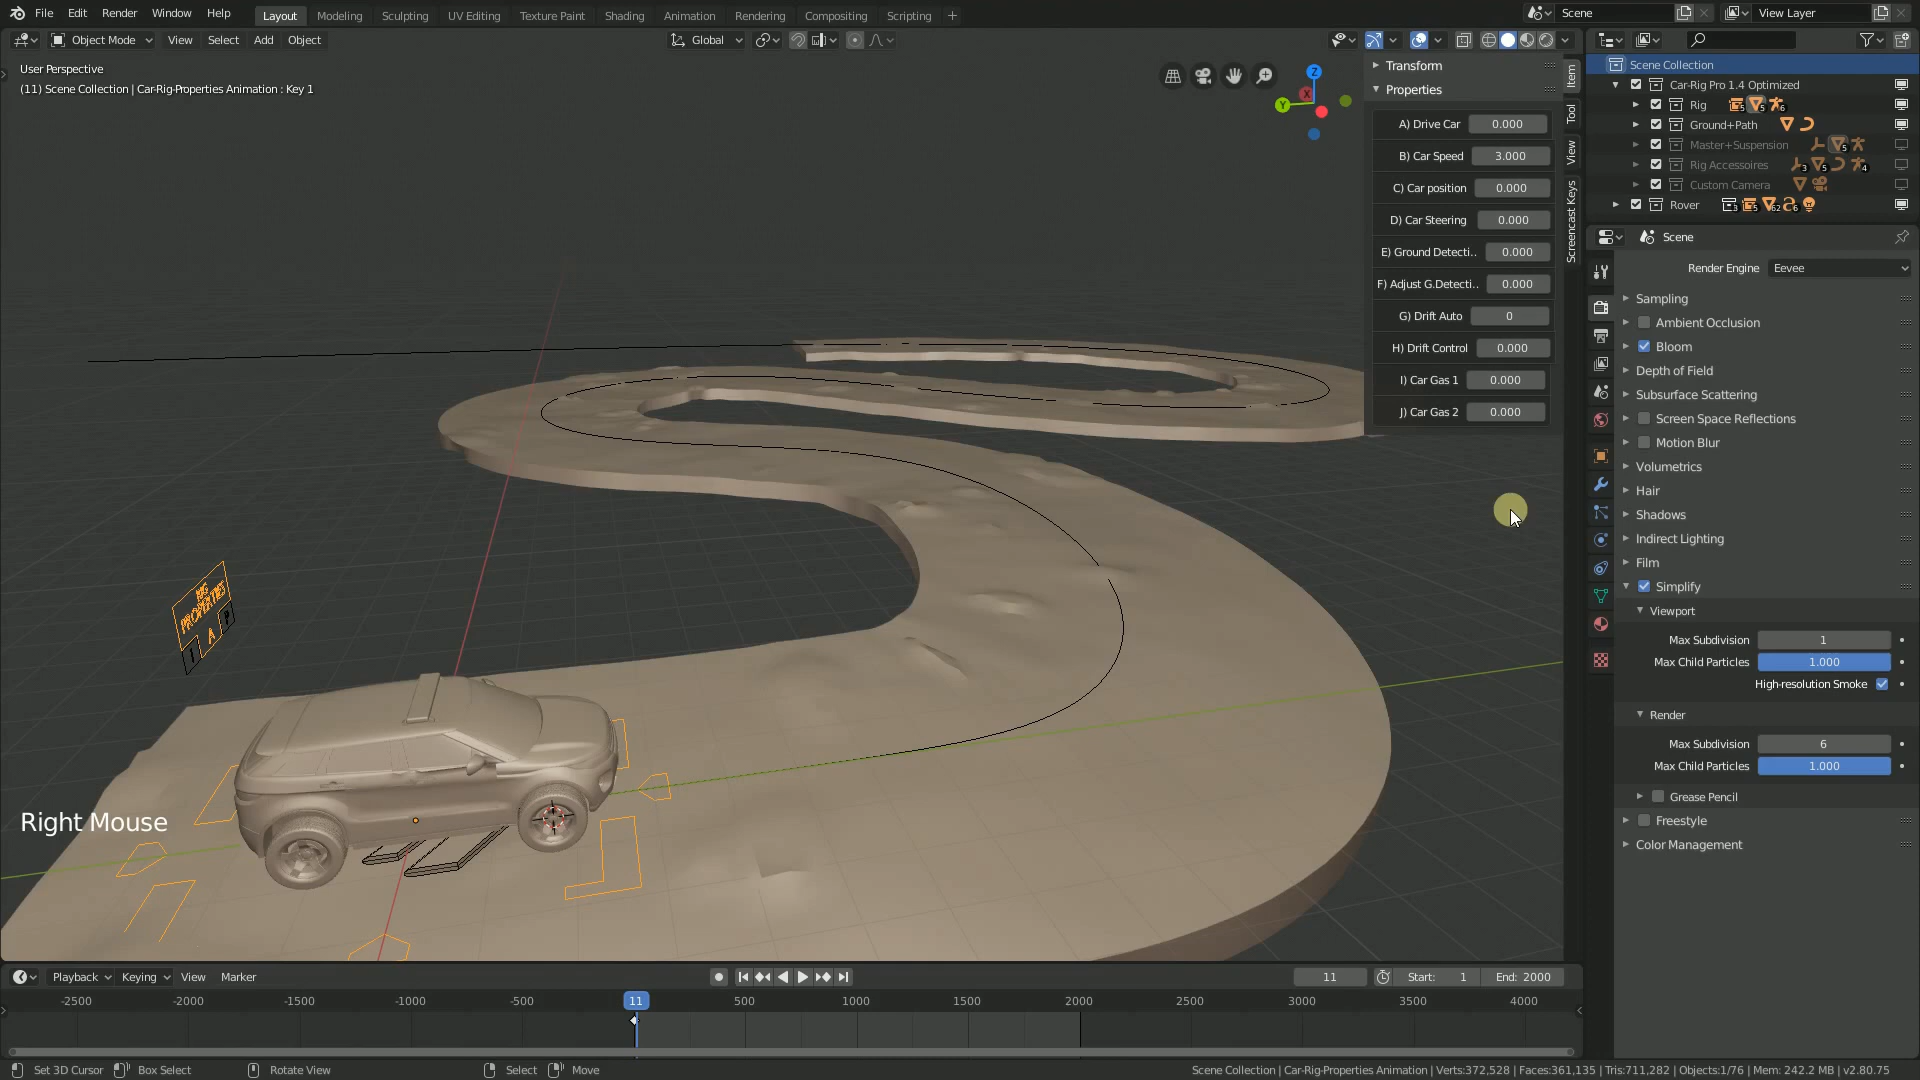 File Edit Render Window Help Layout Modeling Sculpting UV Editing Texture Paint Shading Animation Rendering Compositing Scripting + Scene View Layer
Object Mode View Select Add Object Global
User Perspective
(11) Scene Collection | Car-Rig-Properties Animation : Key 1
Transform
Properties
A) Drive Car 0.000
B) Car Speed 3.000
C) Car position 0.000
D) Car Steering 0.000
E) Ground Detecti.. 0.000
F) Adjust G.Detecti.. 0.000
G) Drift Auto 0
H) Drift Control 0.000
I) Car Gas 1 0.000
J) Car Gas 2 0.000
Item
Tool
View
Screencast Keys
Z
Y
X
Scene Collection
Car-Rig Pro 1.4 Optimized
Rig
Ground+Path
Master+Suspension
Rig Accessoires
Custom Camera
Rover
Scene
Render Engine Eevee
Sampling
Ambient Occlusion
Bloom
Depth of Field
Subsurface Scattering
Screen Space Reflections
Motion Blur
Volumetrics
Hair
Shadows
Indirect Lighting
Film
Simplify
Viewport
Max Subdivision 1
Max Child Particles 1.000
High-resolution Smoke
Render
Max Subdivision 6
Max Child Particles 1.000
Grease Pencil
Freestyle
Color Management
RIG
PROPERTIES
A P
Right Mouse
Playback Keying View Marker 11 Start: 1 End: 2000
-2500 -2000 -1500 -1000 -500 11 500 1000 1500 2000 2500 3000 3500 4000
Set 3D Cursor Box Select Rotate View Select Move Scene Collection | Car-Rig-Properties Animation | Verts:372,528 | Faces:361,135 | Tris:711,282 | Objects:1/76 | Mem: 242.2 MB | v2.80.75